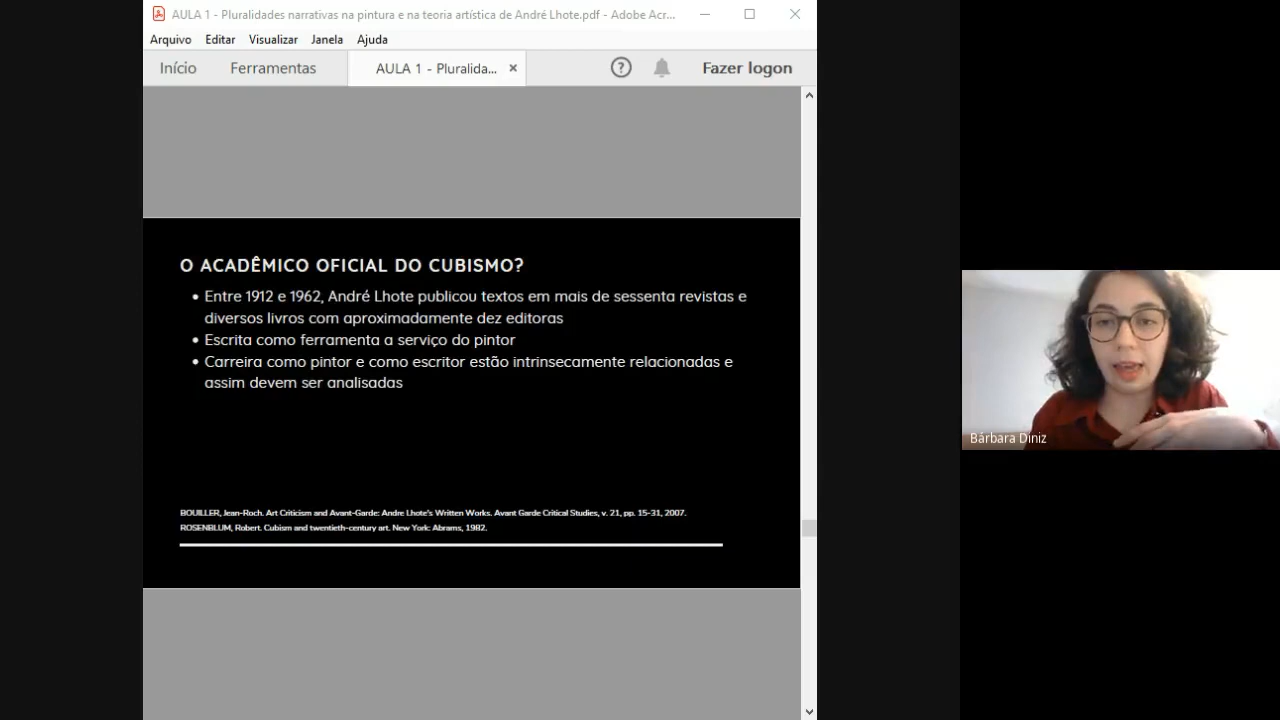 AULA 1 - Pluralidades narrativas na pintura e na teoria artística de André Lhote.pdf - Adobe Acr...
Arquivo Editar Visualizar Janela Ajuda
Início Ferramentas AULA 1 - Pluralida... × ? Fazer logon
O ACADÊMICO OFICIAL DO CUBISMO?
• Entre 1912 e 1962, André Lhote publicou textos em mais de sessenta revistas e
diversos livros com aproximadamente dez editoras
• Escrita como ferramenta a serviço do pintor
• Carreira como pintor e como escritor estão intrinsecamente relacionadas e
assim devem ser analisadas
BOUILLER, Jean-Roch. Art Criticism and Avant-Garde: Andre Lhote's Written Works. Avant Garde Critical Studies, v. 21, pp. 15-31, 2007.
ROSENBLUM, Robert. Cubism and twentieth-century art. New York: Abrams, 1982.
Bárbara Diniz